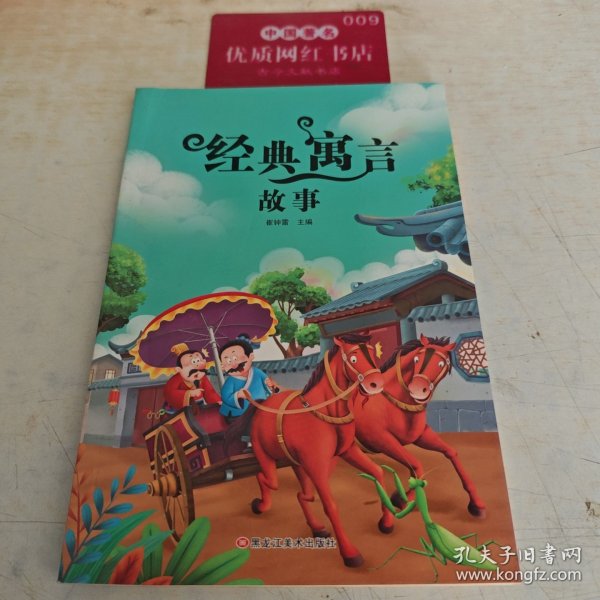 009
中国著名
优质网红书店
经典寓言
故事
崔钟雷 主编
黑龙江美术出版社
孔夫子旧书网
www.kongfz.com